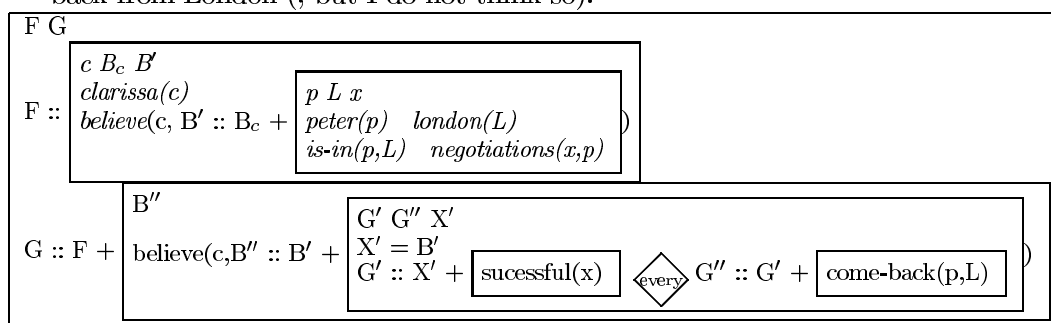 back from London (, but I do not think so).
F G
c B_c B′
clarissa(c)
F :: believe(c, B′ :: B_c +
p L x
peter(p) london(L)
is-in(p,L) negotiations(x,p)
)
B″
G :: F + believe(c,B″ :: B′ +
G′ G″ X′
X′ = B′
G′ :: X′ + sucessful(x) every G″ :: G′ + come-back(p,L)
)